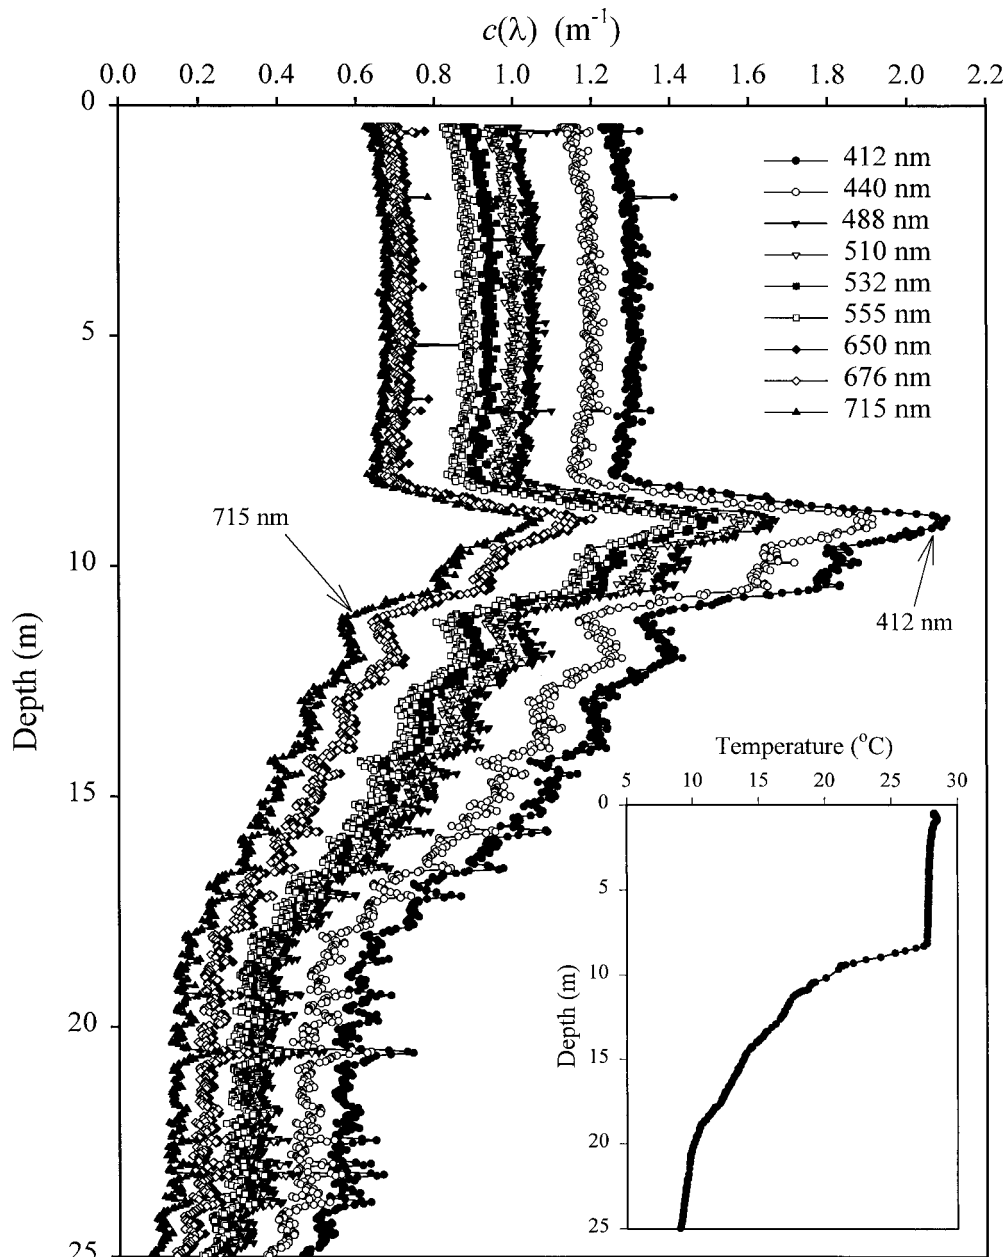 c(λ) (m⁻¹)
0.0 0.2 0.4 0.6 0.8 1.0 1.2 1.4 1.6 1.8 2.0 2.2
0
412 nm
440 nm
488 nm
510 nm
532 nm
555 nm
650 nm
676 nm
715 nm
5
715 nm
10
412 nm
Depth (m)
Temperature (°C)
5 10 15 20 25 30
15
0
5
10
Depth (m)
15
20
20
25
25